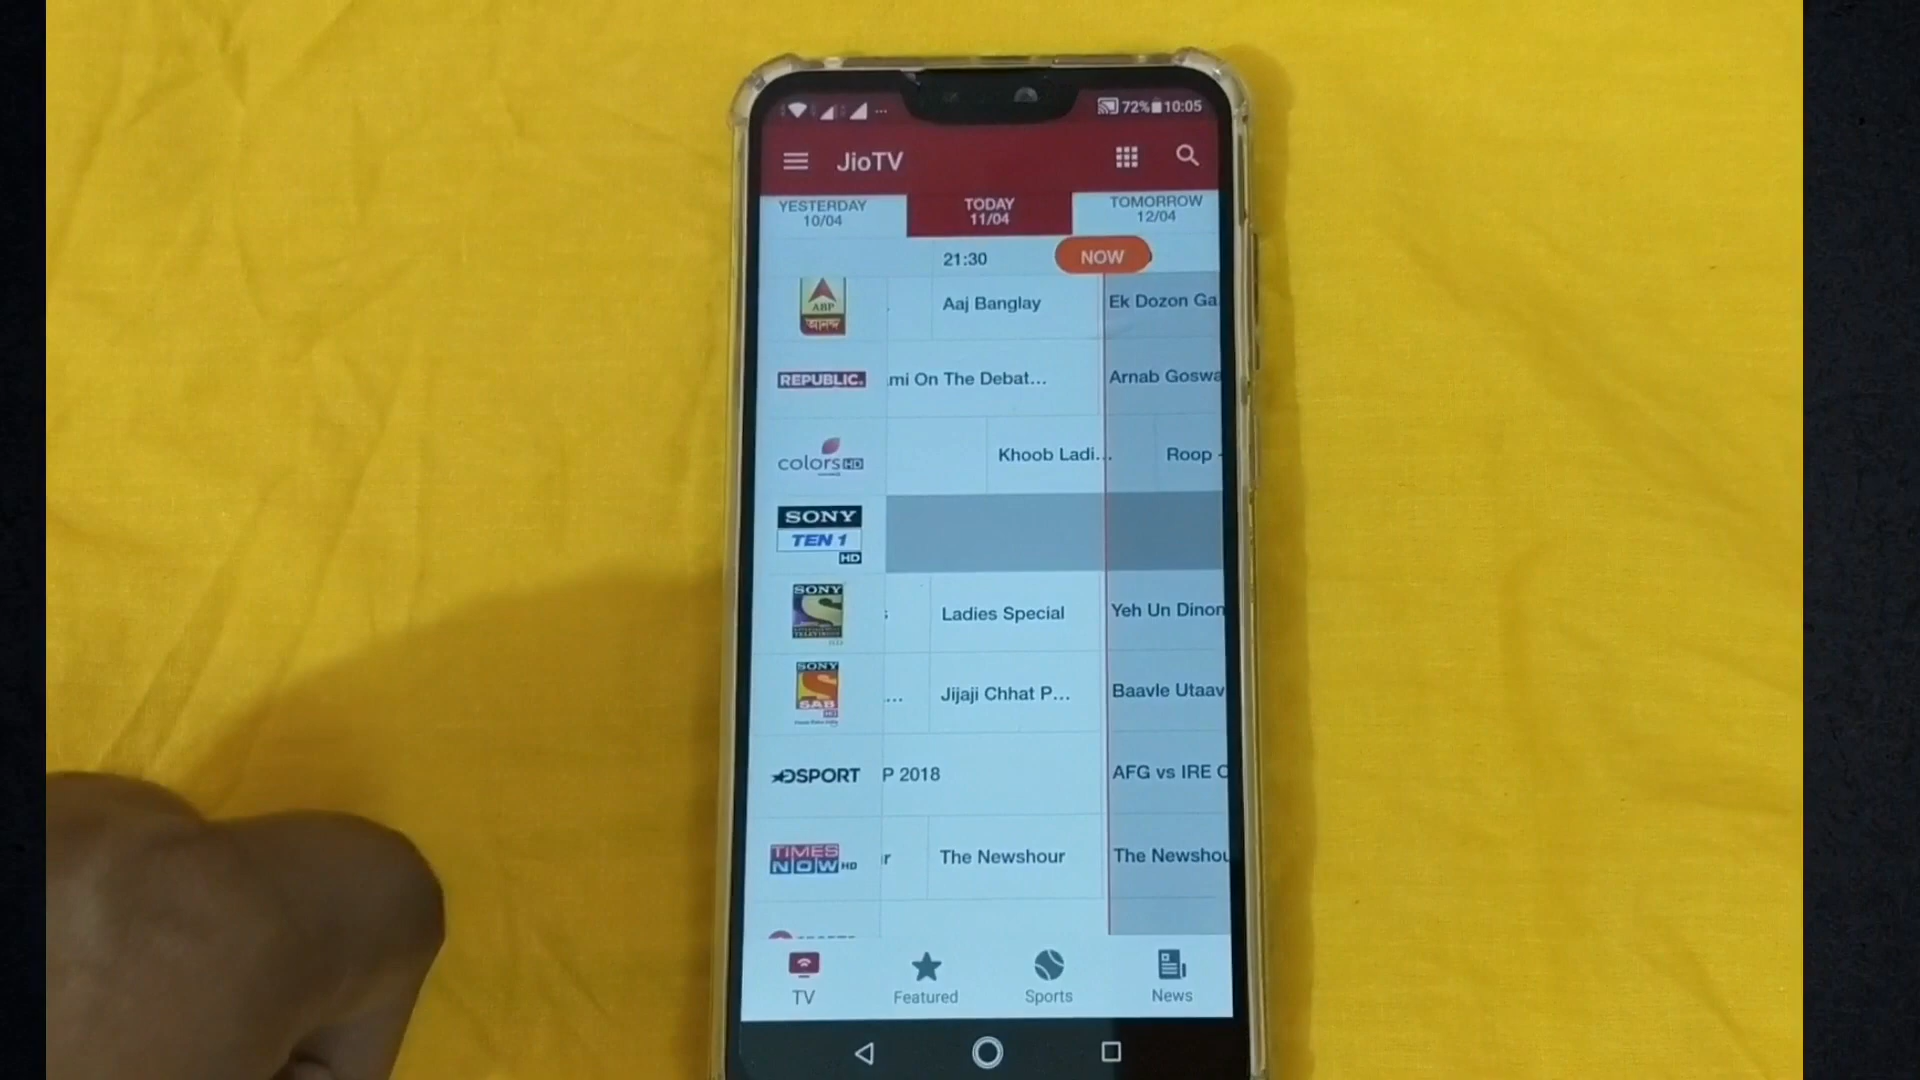 72% 10:05
JioTV
YESTERDAY
10/04
TODAY
11/04
TOMORROW
12/04
21:30
NOW
ABP
আনন্দ
Aaj Banglay
Ek Dozon Ga
REPUBLIC.
mi On The Debat...
Arnab Goswa
colors HD
Khoob Ladi...
Roop -
SONY
TEN 1
HD
SONY
Ladies Special
Yeh Un Dinon
SONY
SAB
HD
...
Jijaji Chhat P...
Baavle Utaav
DSPORT
P 2018
AFG vs IRE
TIMES
NOW HD
r
The Newshour
The Newshou
TV
Featured
Sports
News